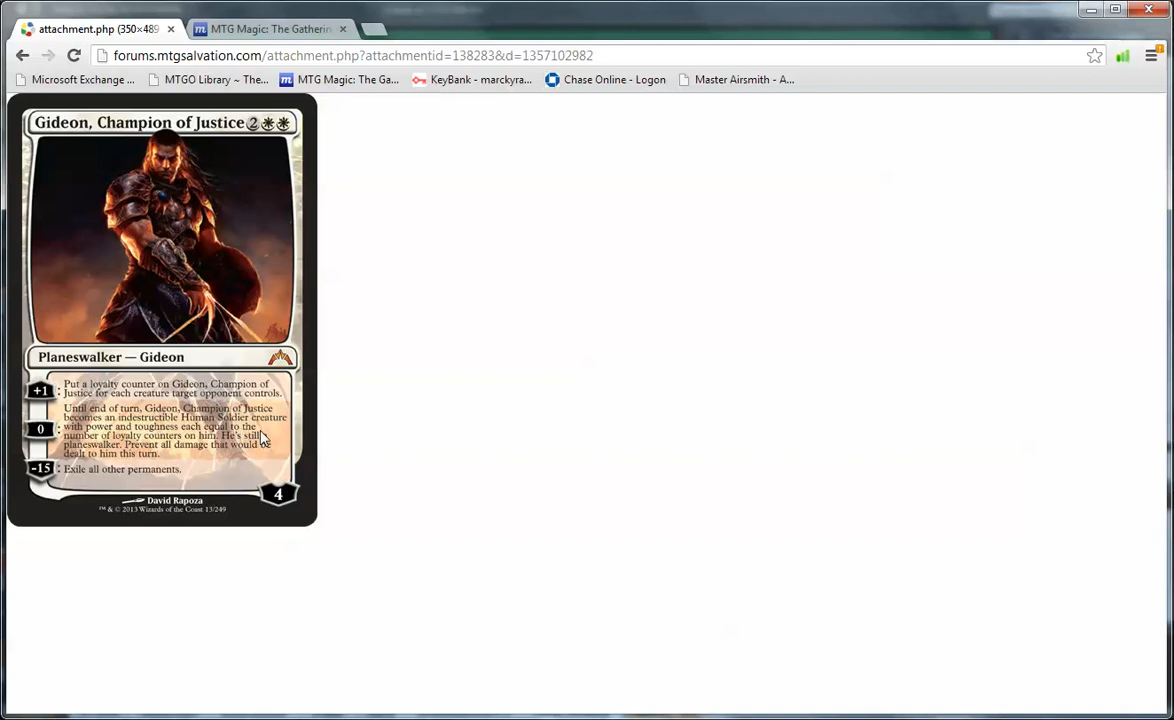 attachment.php (350×489
MTG Magic: The Gatherin
forums.mtgsalvation.com/attachment.php?attachmentid=138283&d=1357102982
Microsoft Exchange ...
MTGO Library ~ The...
MTG Magic: The Ga...
KeyBank - marckyra...
Chase Online - Logon
Master Airsmith - A...
Gideon, Champion of Justice 2
Planeswalker — Gideon
+1: Put a loyalty counter on Gideon, Champion of
Justice for each creature target opponent controls.
Until end of turn, Gideon, Champion of Justice
becomes an indestructible Human Soldier creature
with power and toughness each equal to the
0: number of loyalty counters on him. He's still
planeswalker. Prevent all damage that would be
dealt to him this turn.
-15: Exile all other permanents.
4
David Rapoza
™ & © 2013 Wizards of the Coast 13/249